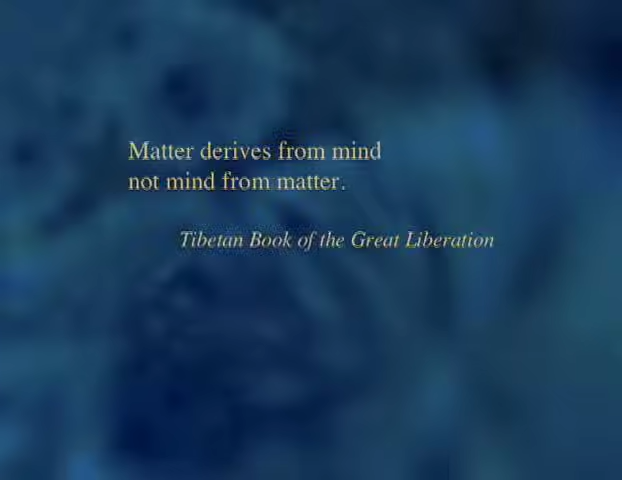 Matter derives from mind
not mind from matter.
Tibetan Book of the Great Liberation